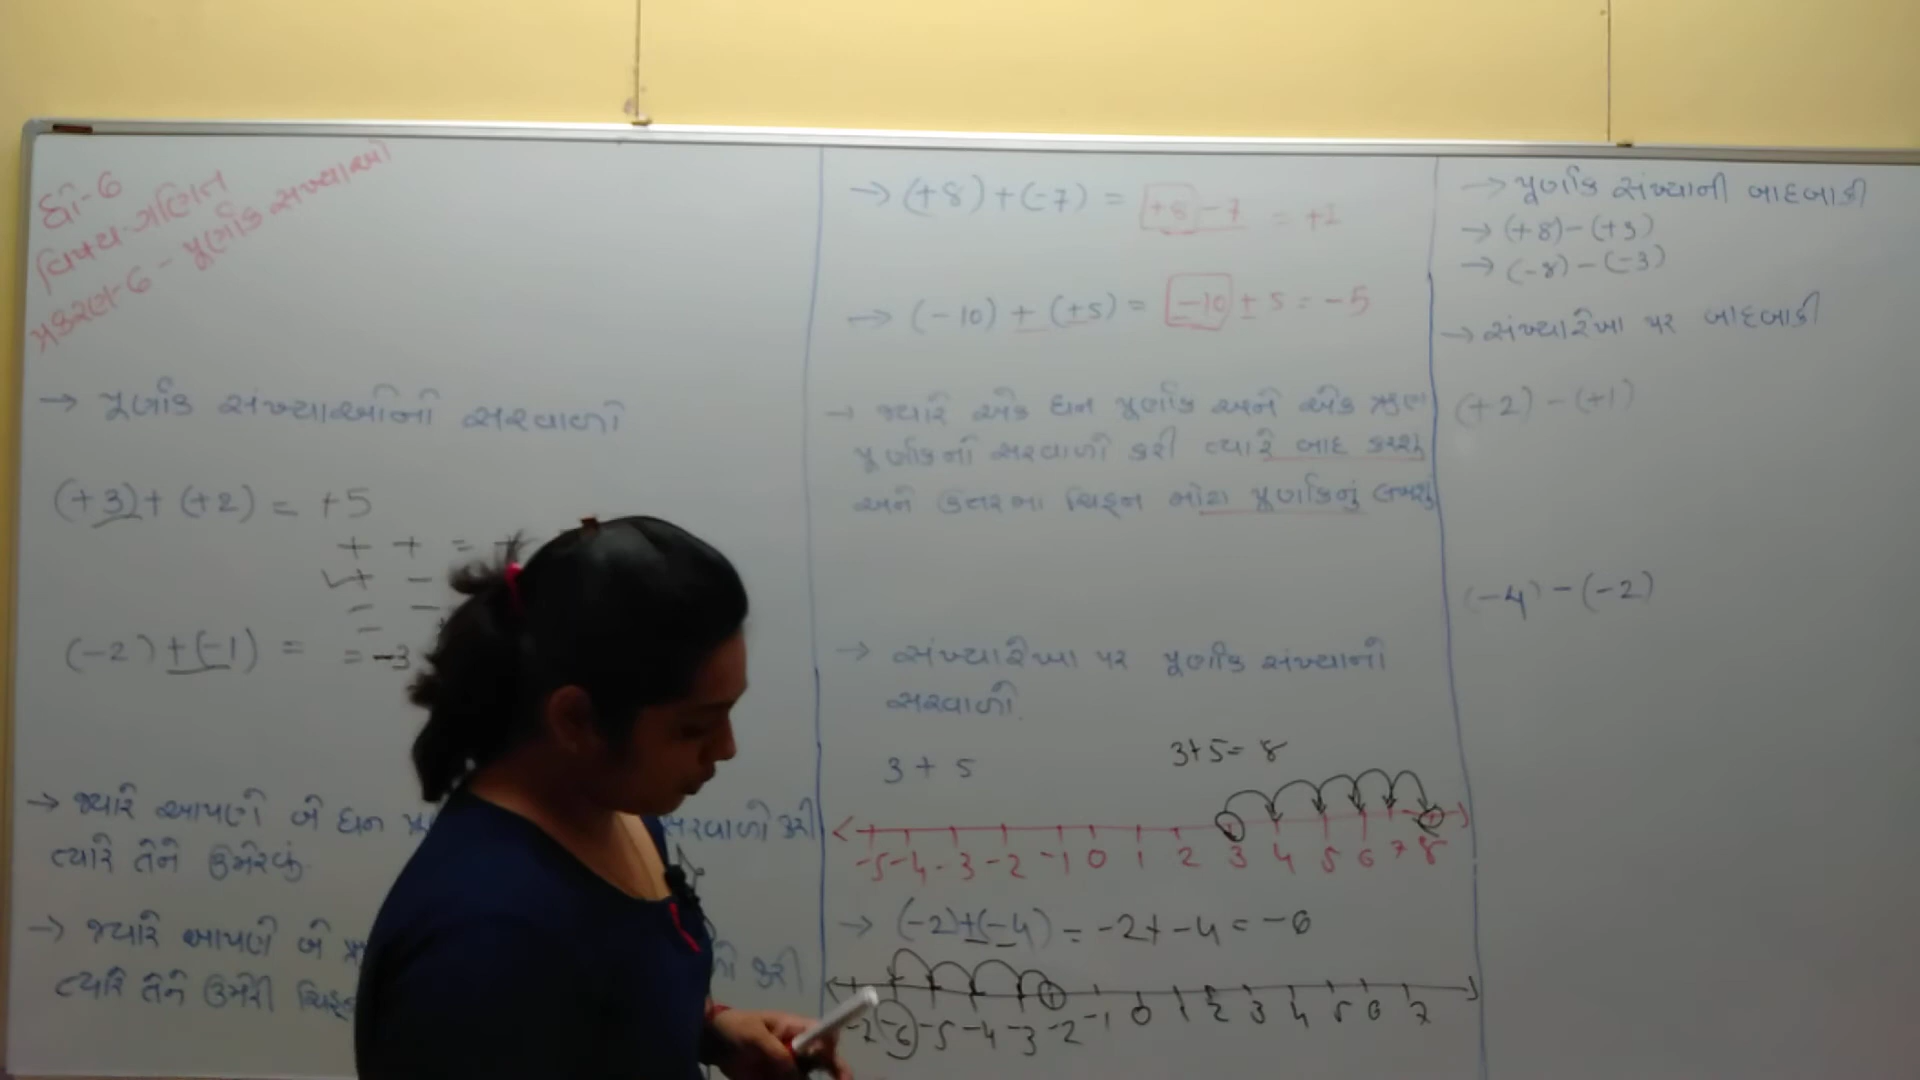 ધો-6
વિષય-ગણિત
પ્રકરણ-6 - પૂર્ણાંક સંખ્યાઓ
→ પૂર્ણાંક સંખ્યાઓનો સરવાળો
(+3)+ (+2) = +5
+ + = +
✓+ -
= -
-
(-2) +(-1) = = -3
→ જ્યારે આપણે બે ધન સરવાળો કરી
ત્યારે તેને ઉમેરવું
→ જ્યારે આપણે બે કરી
ત્યારે તેને ઉમેરી
→ (+8)+(-7) = +8 - 7 = +1
→ (-10) + (+5) = -10 + 5 = -5
→ જ્યારે એક ધન પૂર્ણાંક અને એક ઋણ
પૂર્ણાંકનો સરવાળો કરી ત્યારે બાદ કરશું
અને ઉત્તરમાં ચિહ્ન મોટા પૂર્ણાંકનું લખશું
→ સંખ્યારેખા પર પૂર્ણાંક સંખ્યાનો
સરવાળો.
3 + 5
3+5= 8
-5 -4 -3 -2 -1 0 1 2 3 4 5 6 7 8
→ (-2)+(-4) = -2+ -4 = -6
-6 -5 -4 -3 -2 -1 0 1 2 3 4 5 6 7
→ પૂર્ણાંક સંખ્યાની બાદબાકી
→ (+8)-(+3)
→ (-8)-(-3)
→ સંખ્યારેખા પર બાદબાકી
(+2) - (+1)
(-4) - (-2)